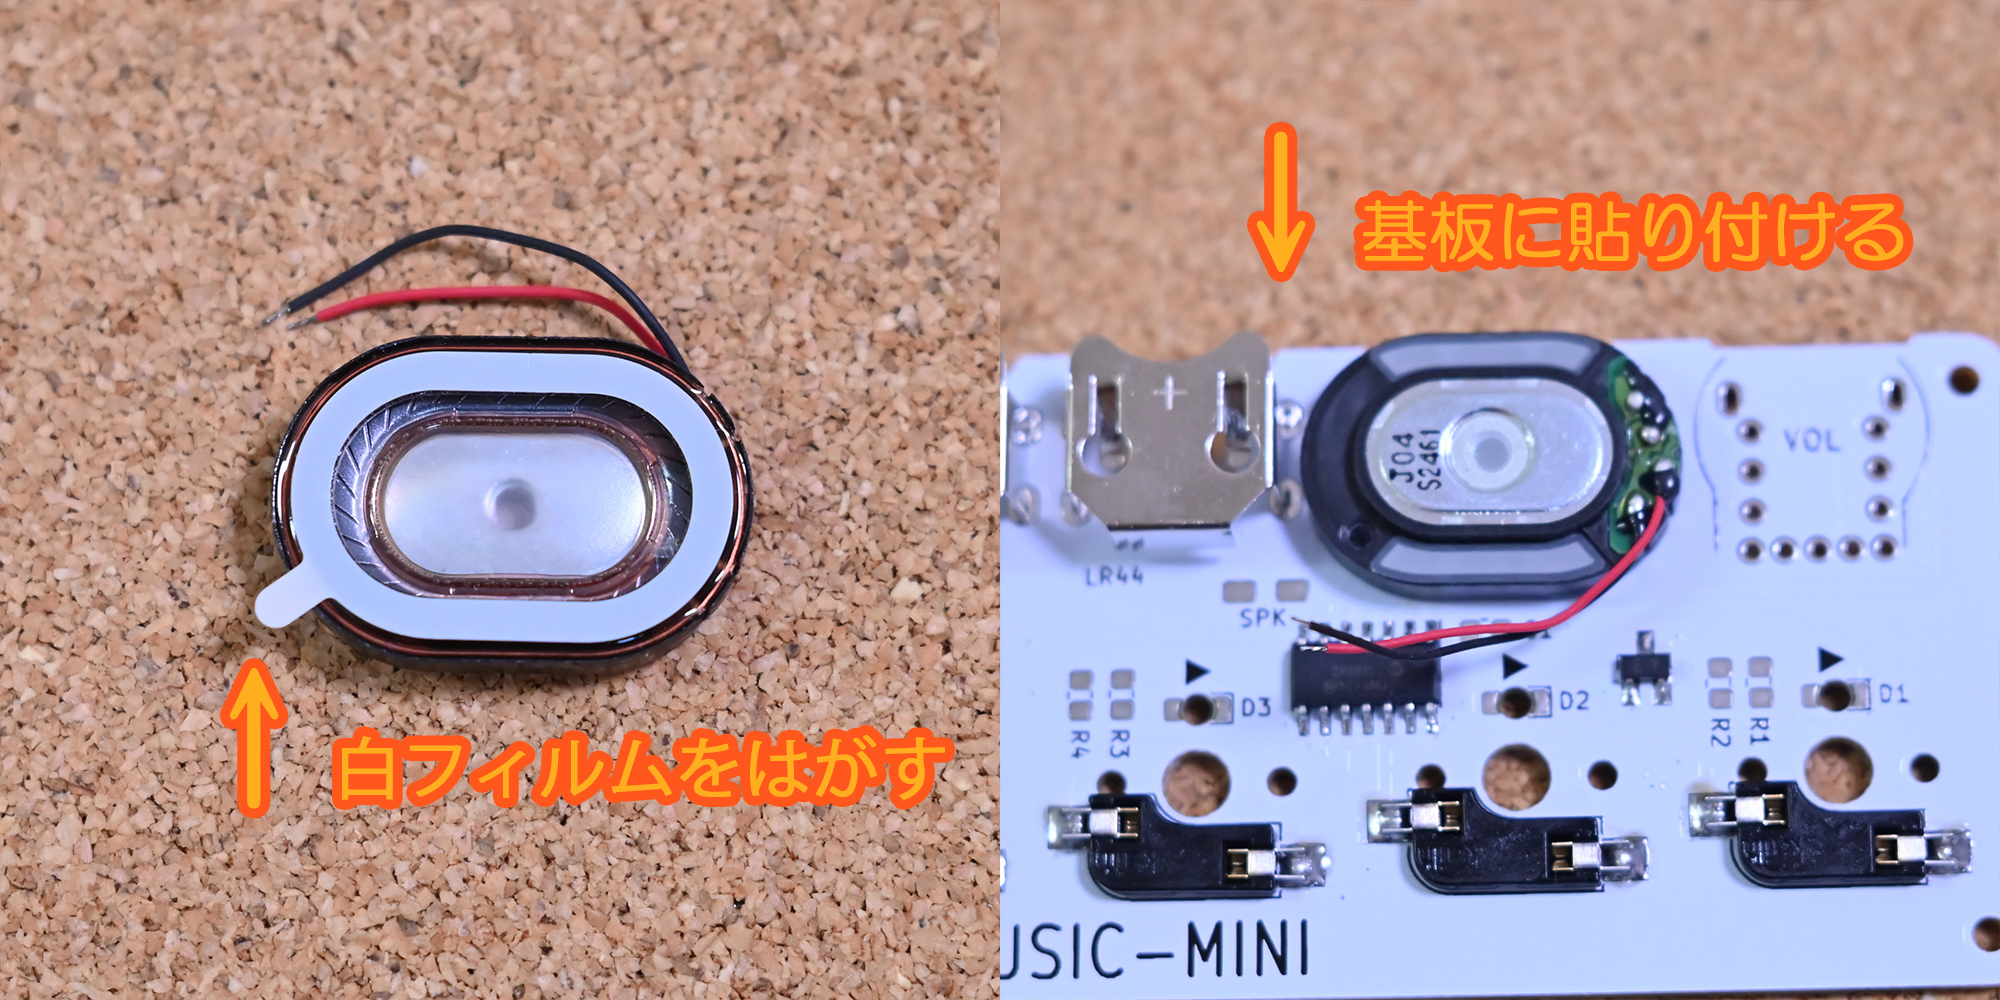 白フィルムをはがす
基板に貼り付ける
+
J04
S2461
VOL
LR44
SPK
D3
D2
D1
R4
R3
R2
R1
USIC-MINI